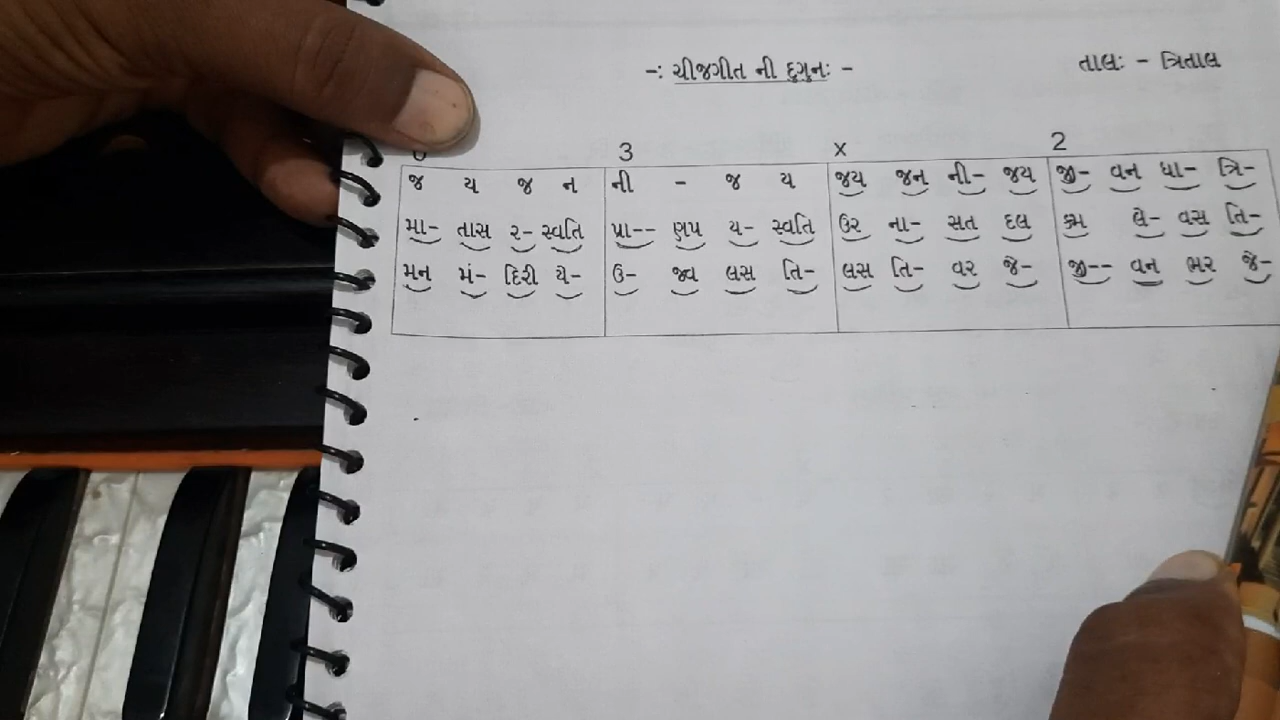 -: ચીજગીત ની દુગુનઃ - તાલઃ - ત્રિતાલ
0 3 x 2
જ ય જ ન ની - જ ય જય જન ની- જય જી- વન ધા- ત્રિ-
મા- તાસ ર- સ્વતિ પ્રા-- ણપ ય- સ્વતિ ઉર ના- સત દલ ક્મ લે- વસ તિ-
મન મં- દિરી યે- ઉ- જ્વ લસ તિ- લસ તિ- વર જે- જી-- વન ભર જે-